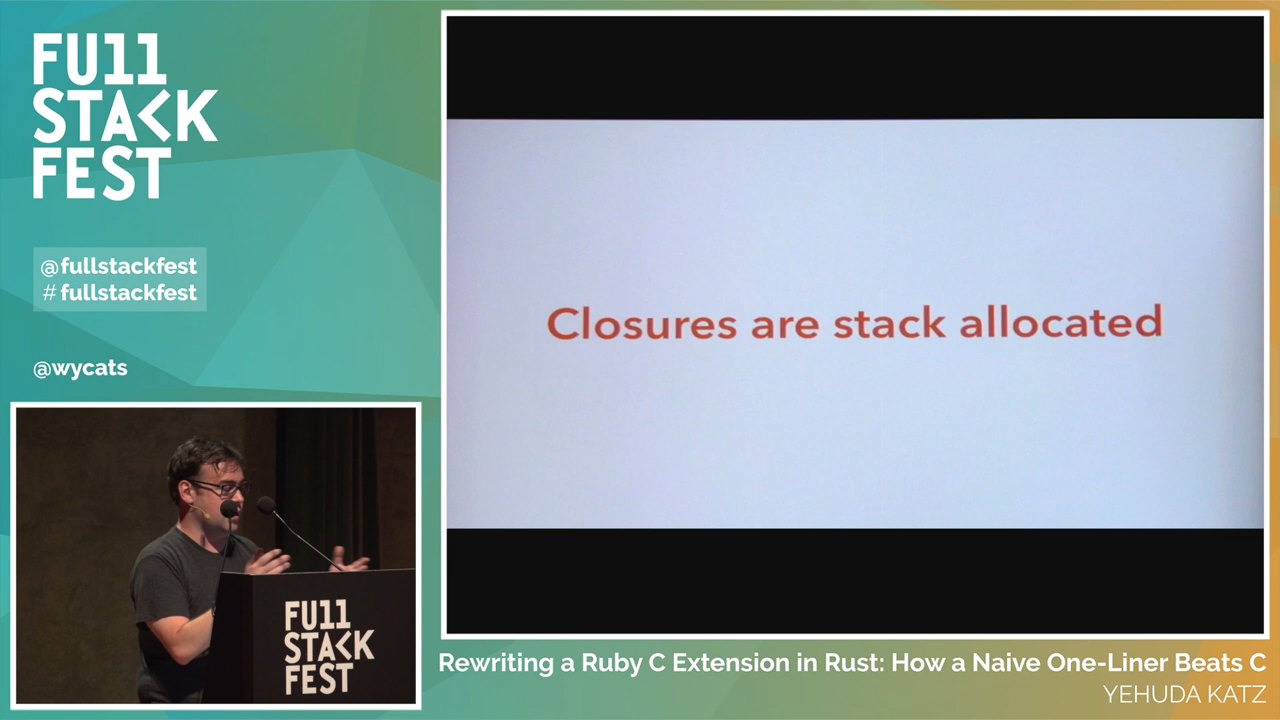 FU11
STACK
FEST
@fullstackfest
# fullstackfest
@wycats
Closures are stack allocated
FU11
STACK
FEST
Rewriting a Ruby C Extension in Rust: How a Naive One-Liner Beats C
YEHUDA KATZ